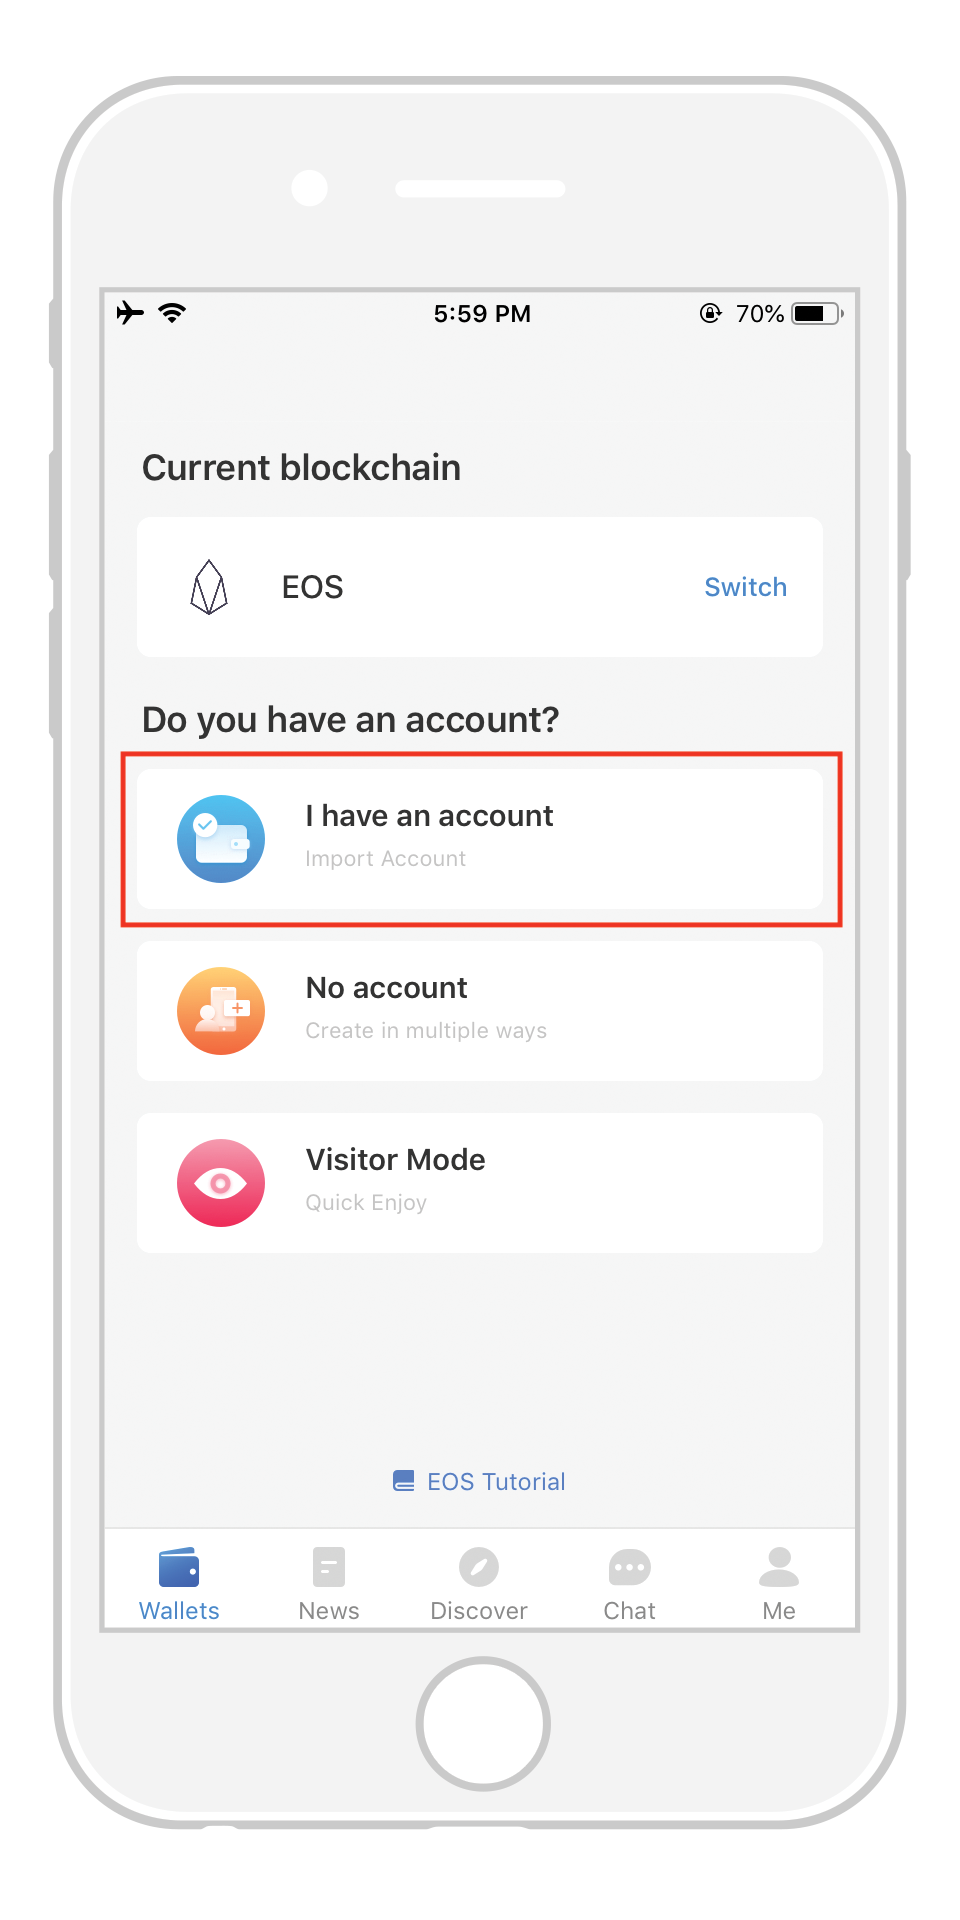 5:59 PM
70%
Current blockchain
EOS
Switch
Do you have an account?
I have an account
Import Account
No account
Create in multiple ways
Visitor Mode
Quick Enjoy
EOS Tutorial
Wallets
News
Discover
Chat
Me